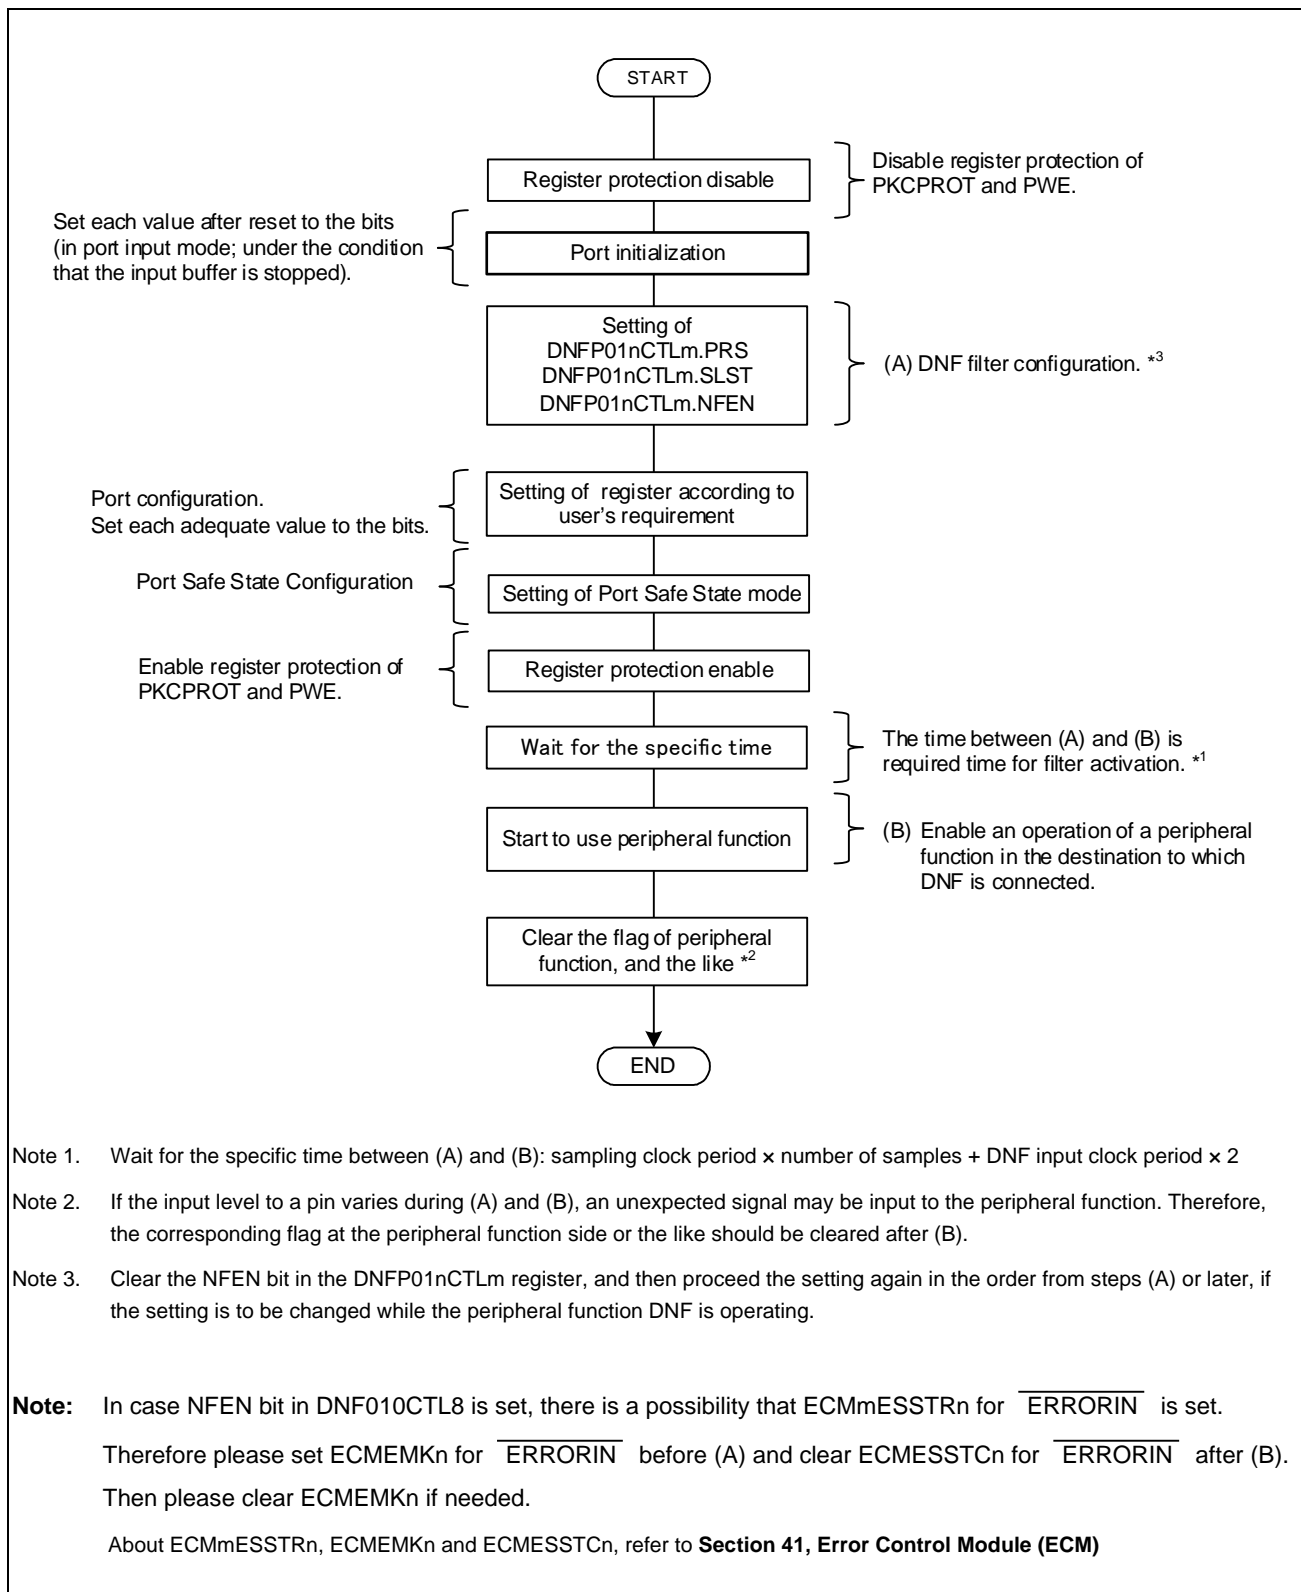 START
Register protection disable
Disable register protection of
PKCPROT and PWE.
Set each value after reset to the bits
(in port input mode; under the condition
that the input buffer is stopped).
Port initialization
Setting of
DNFP01nCTLm.PRS
DNFP01nCTLm.SLST
DNFP01nCTLm.NFEN
(A) DNF filter configuration. *3
Port configuration.
Set each adequate value to the bits.
Setting of register according to
user's requirement
Port Safe State Configuration
Setting of Port Safe State mode
Enable register protection of
PKCPROT and PWE.
Register protection enable
Wait for the specific time
The time between (A) and (B) is
required time for filter activation. *1
Start to use peripheral function
(B) Enable an operation of a peripheral
function in the destination to which
DNF is connected.
Clear the flag of peripheral
function, and the like *2
END
Note 1. Wait for the specific time between (A) and (B): sampling clock period × number of samples + DNF input clock period × 2
Note 2. If the input level to a pin varies during (A) and (B), an unexpected signal may be input to the peripheral function. Therefore,
the corresponding flag at the peripheral function side or the like should be cleared after (B).
Note 3. Clear the NFEN bit in the DNFP01nCTLm register, and then proceed the setting again in the order from steps (A) or later, if
the setting is to be changed while the peripheral function DNF is operating.
Note: In case NFEN bit in DNF010CTL8 is set, there is a possibility that ECMmESSTRn for ERRORIN is set.
Therefore please set ECMEMKn for ERRORIN before (A) and clear ECMESSTCn for ERRORIN after (B).
Then please clear ECMEMKn if needed.
About ECMmESSTRn, ECMEMKn and ECMESSTCn, refer to Section 41, Error Control Module (ECM)